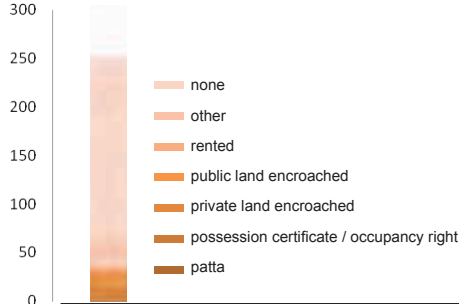 300
250
200
150
100
50
0
none
other
rented
public land encroached
private land encroached
possession certificate / occupancy right
patta